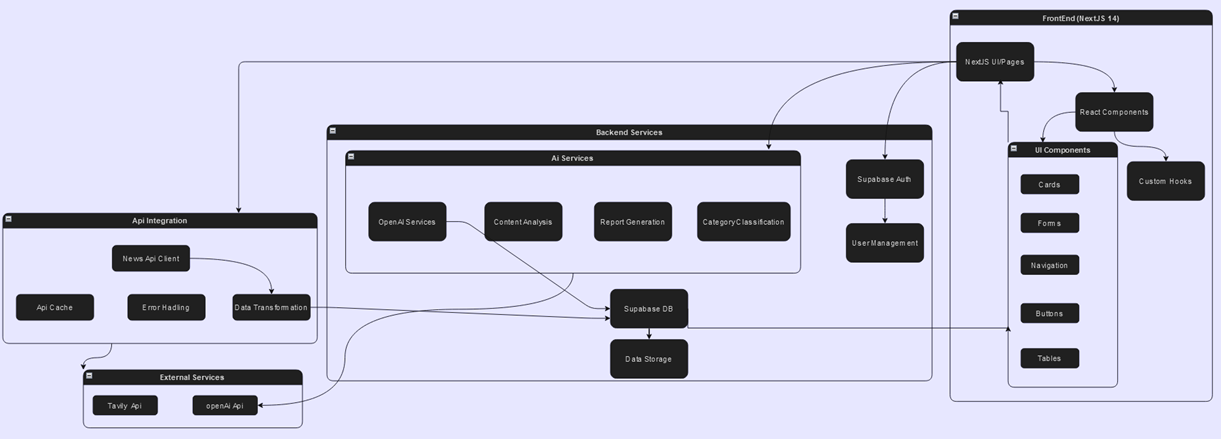 FrontEnd (NextJS 14)
NextJS UI/Pages
React Components
UI Components
Custom Hooks
Cards
Forms
Navigation
Buttons
Tables
Backend Services
Ai Services
OpenAI Services
Content Analysis
Report Generation
Category Classification
Supabase Auth
User Management
Supabase DB
Data Storage
Api Integration
News Api Client
Api Cache
Error Hadling
Data Transformation
External Services
Tavily Api
openAi Api